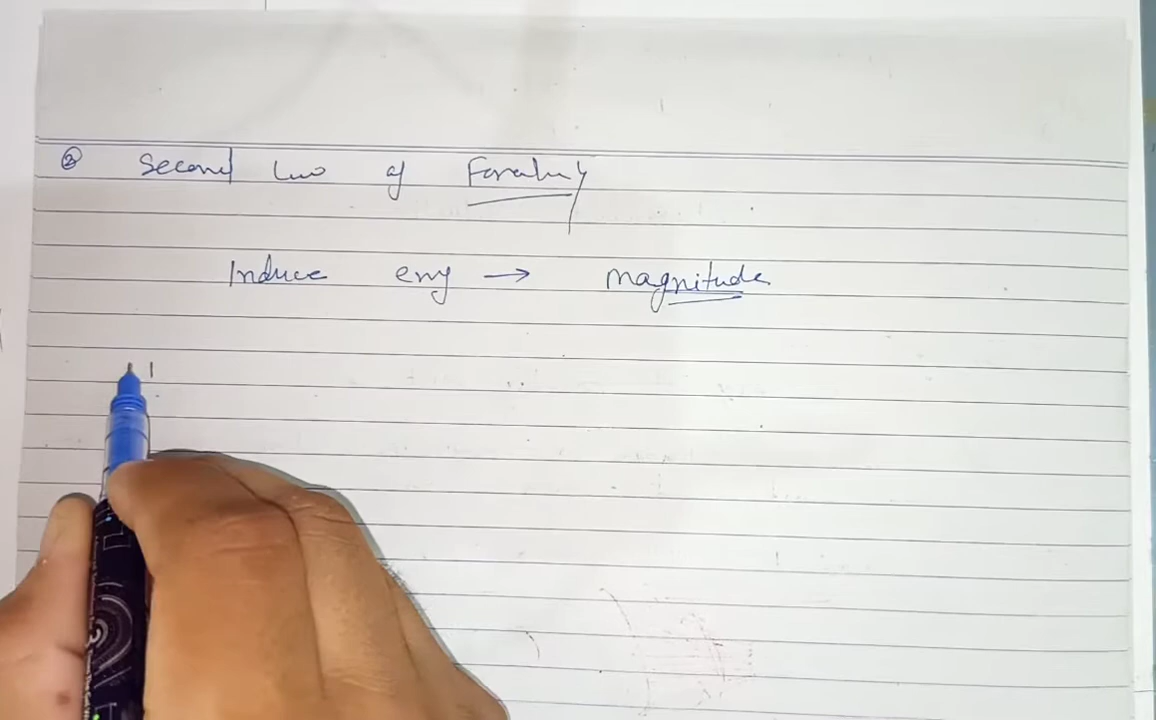 ② Second law of Faraday
Induce emf → magnitude